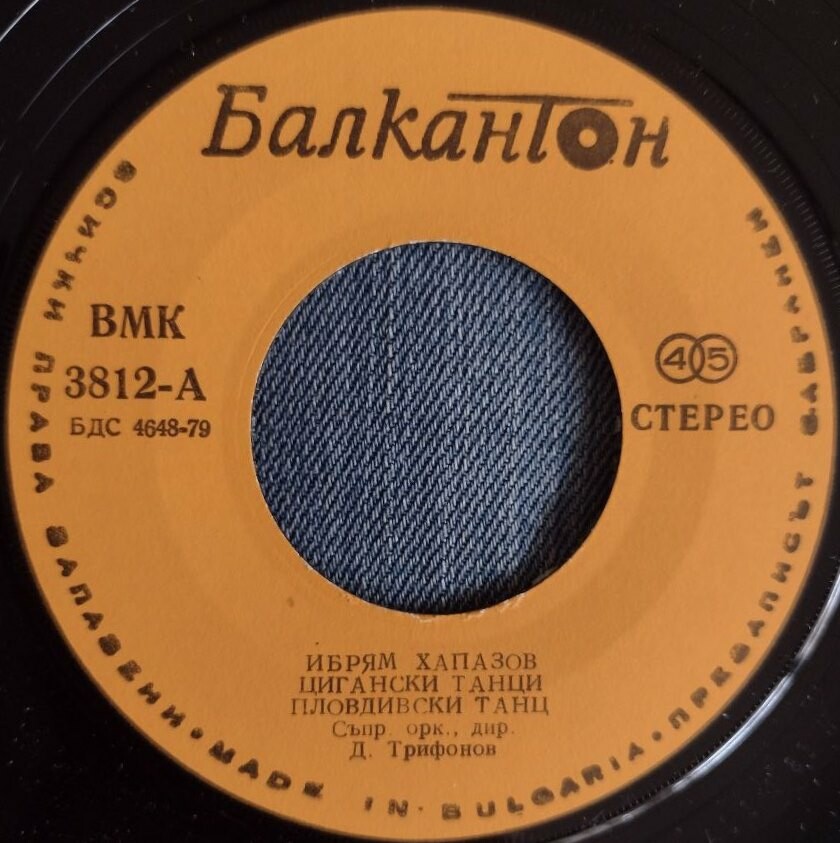 Балкантон
ВСИЧКИ ПРАВА ЗАПАЗЕНИ • MADE IN BULGARIA • ПРЕЗАПИСЪТ ЗАБРАНЕН
ВМК
3812-А
БДС 4648-79
45
СТЕРЕО
ИБРЯМ ХАПАЗОВ
ЦИГАНСКИ ТАНЦИ
ПЛОВДИВСКИ ТАНЦ
Съпр. орк., дир.
Д. Трифонов